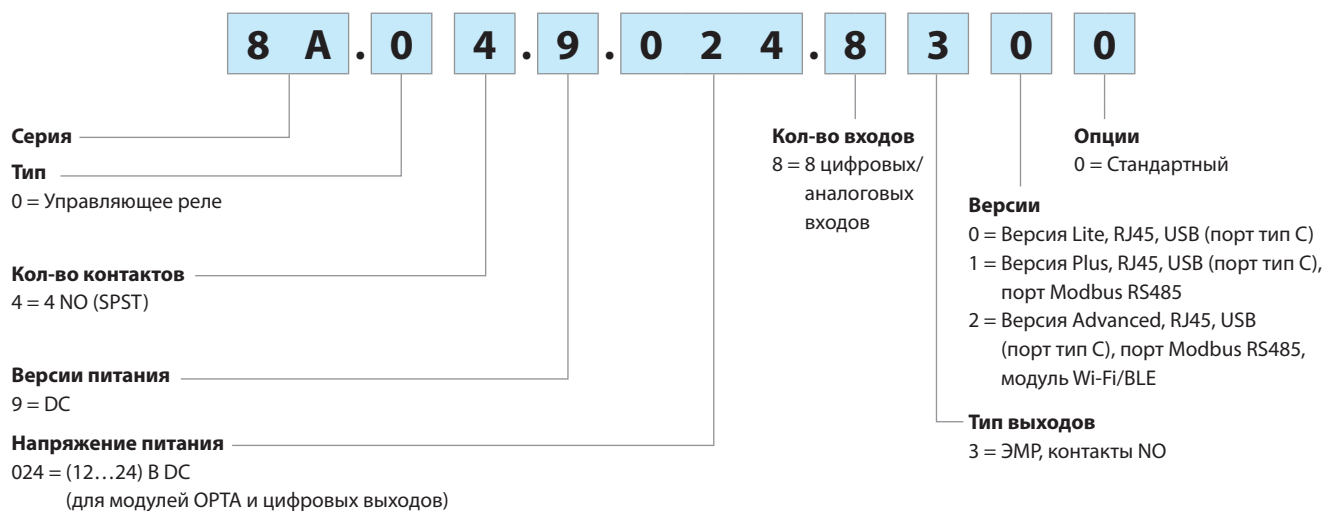 8 A . 0 4 . 9 . 0 2 4 . 8 3 0 0
Серия
Тип
0 = Управляющее реле
Кол-во контактов
4 = 4 NO (SPST)
Версии питания
9 = DC
Напряжение питания
024 = (12…24) В DC
(для модулей OPTA и цифровых выходов)
Кол-во входов
8 = 8 цифровых/
аналоговых
входов
Опции
0 = Стандартный
Версии
0 = Версия Lite, RJ45, USB (порт тип C)
1 = Версия Plus, RJ45, USB (порт тип C),
порт Modbus RS485
2 = Версия Advanced, RJ45, USB
(порт тип C), порт Modbus RS485,
модуль Wi-Fi/BLE
Тип выходов
3 = ЭМР, контакты NO